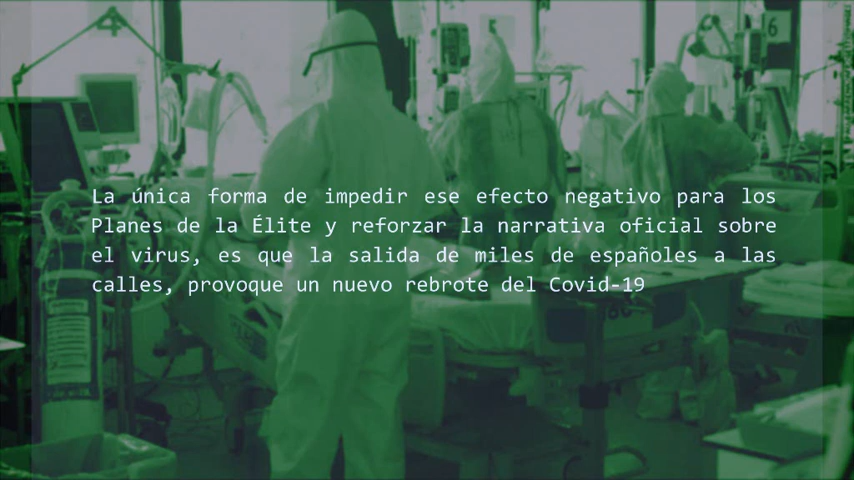 La única forma de impedir ese efecto negativo para los
Planes de la Élite y reforzar la narrativa oficial sobre
el virus, es que la salida de miles de españoles a las
calles, provoque un nuevo rebrote del Covid-19
6